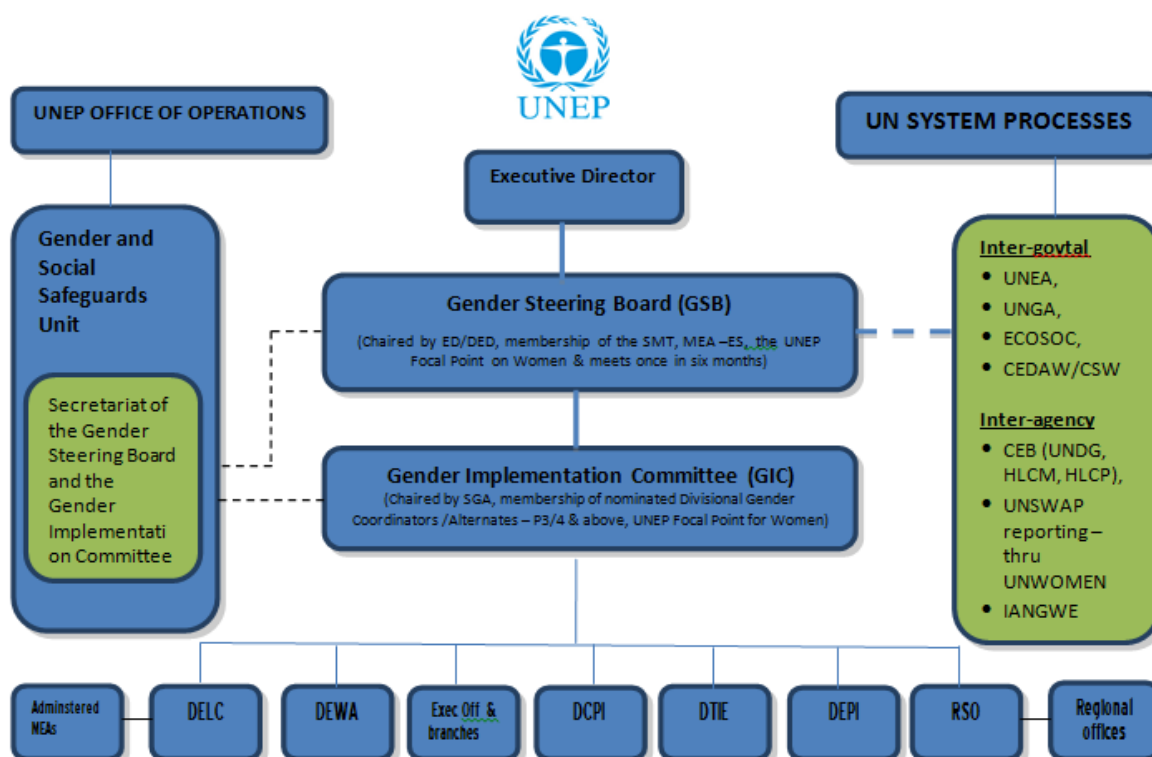 UNEP
UNEP OFFICE OF OPERATIONS
UN SYSTEM PROCESSES
Executive Director
Gender and
Social
Safeguards
Unit
Secretariat of
the Gender
Steering Board
and the
Gender
Implementati
on Committee
Gender Steering Board (GSB)
(Chaired by ED/DED, membership of the SMT, MEA –ES, the UNEP
Focal Point on Women & meets once in six months)
Gender Implementation Committee (GIC)
(Chaired by SGA, membership of nominated Divisional Gender
Coordinators /Alternates – P3/4 & above, UNEP Focal Point for Women)
Inter-govtal
• UNEA,
• UNGA,
• ECOSOC,
• CEDAW/CSW
Inter-agency
• CEB (UNDG,
HLCM, HLCP),
• UNSWAP
reporting –
thru
UNWOMEN
• IANGWE
Adminstered
MEAs
DELC
DEWA
Exec Off &
branches
DCPI
DTIE
DEPI
RSO
Regional
offices